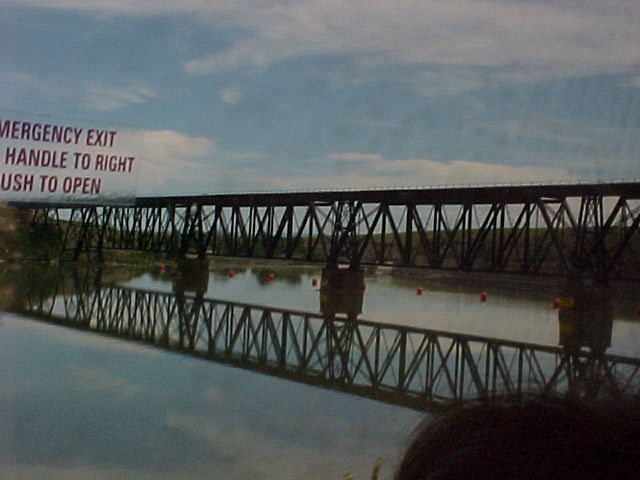 MERGENCY EXIT
HANDLE TO RIGHT
USH TO OPEN